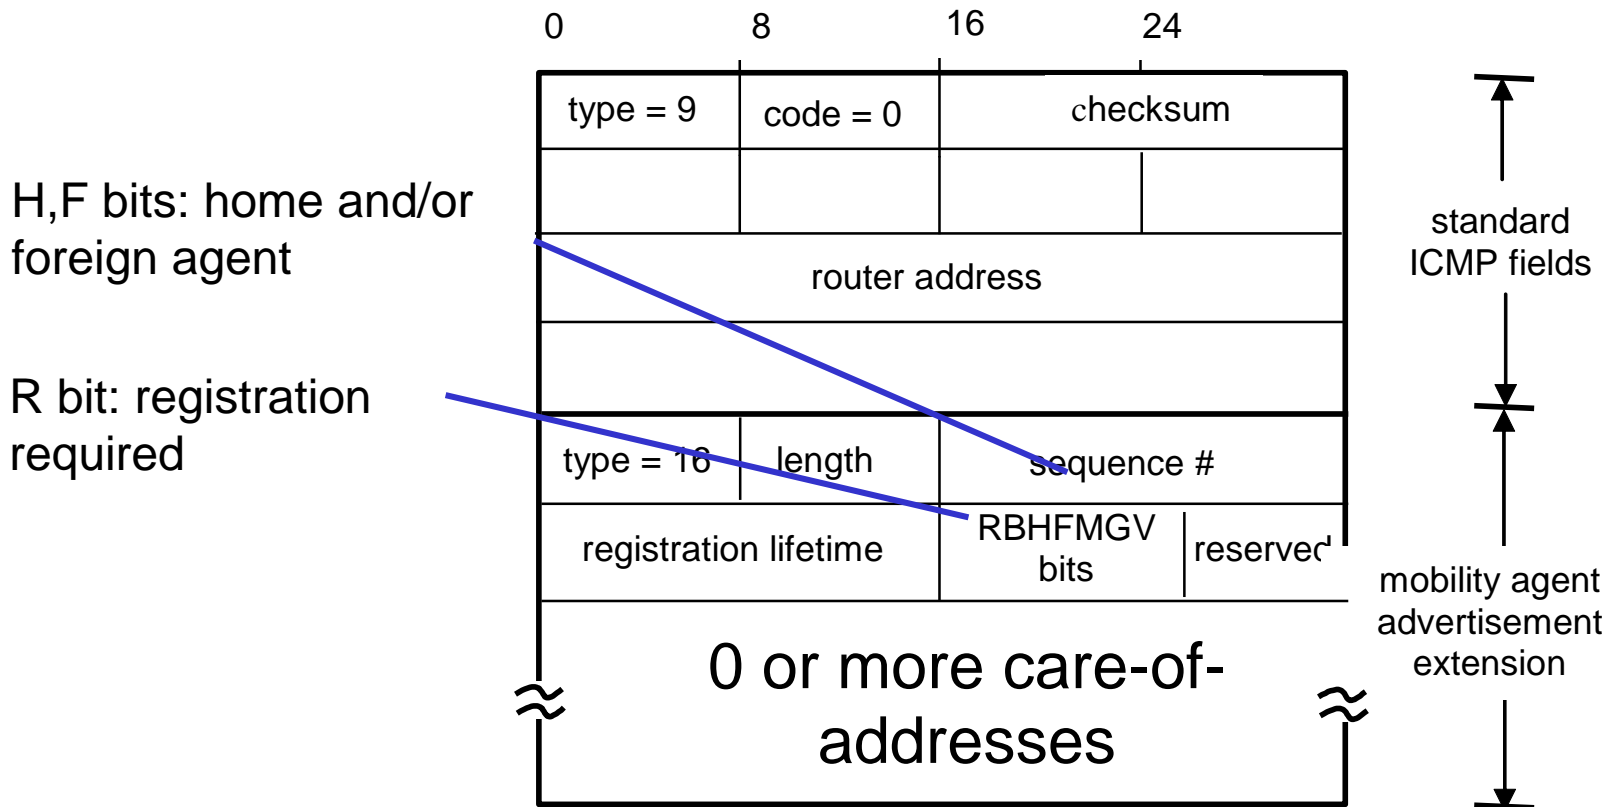 0 8 16 24
type = 9 code = 0 checksum
H,F bits: home and/or
foreign agent
standard
ICMP fields
router address
R bit: registration
required
type = 16 length sequence #
registration lifetime RBHFMGV
bits reserved
mobility agent
advertisement
extension
0 or more care-of-
addresses